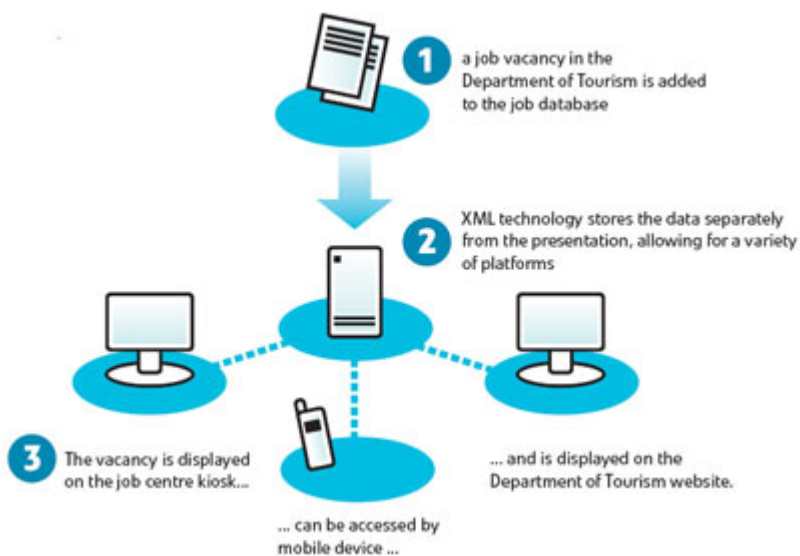 1
a job vacancy in the
Department of Tourism is added
to the job database
2
XML technology stores the data separately
from the presentation, allowing for a variety
of platforms
3
The vacancy is displayed
on the job centre kiosk...
... can be accessed by
mobile device ...
... and is displayed on the
Department of Tourism website.